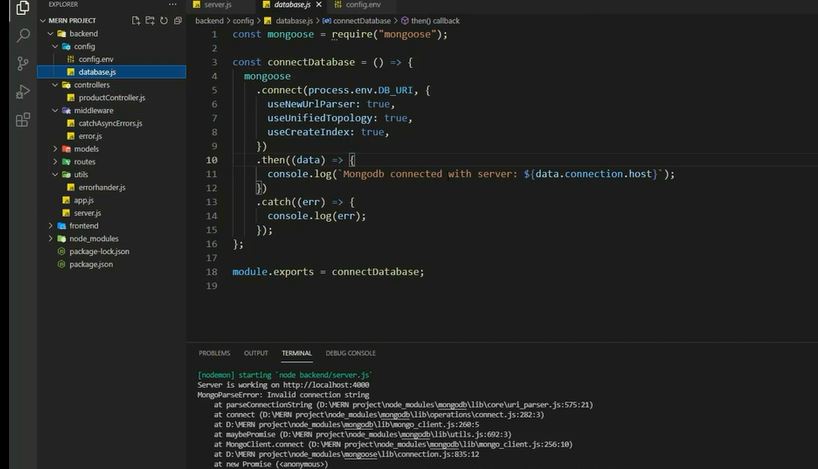 EXPLORER
MERN PROJECT
backend
config
config.env
database.js
controllers
productController.js
middleware
catchAsyncErrors.js
error.js
models
routes
utils
errorhander.js
app.js
server.js
frontend
node_modules
package-lock.json
package.json
server.js
database.js
config.env
backend > config > database.js > connectDatabase > then() callback
1 const mongoose = require("mongoose");
2
3 const connectDatabase = () => {
4 mongoose
5 .connect(process.env.DB_URI, {
6 useNewUrlParser: true,
7 useUnifiedTopology: true,
8 useCreateIndex: true,
9 })
10 .then((data) => {
11 console.log(`Mongodb connected with server: ${data.connection.host}`);
12 })
13 .catch((err) => {
14 console.log(err);
15 });
16 };
17
18 module.exports = connectDatabase;
19
PROBLEMS OUTPUT TERMINAL DEBUG CONSOLE
[nodemon] starting `node backend/server.js`
Server is working on http://localhost:4000
MongoParseError: Invalid connection string
at parseConnectionString (D:\MERN project\node_modules\mongodb\lib\core\uri_parser.js:575:21)
at connect (D:\MERN project\node_modules\mongodb\lib\operations\connect.js:282:3)
at D:\MERN project\node_modules\mongodb\lib\mongo_client.js:260:5
at maybePromise (D:\MERN project\node_modules\mongodb\lib\utils.js:692:3)
at MongoClient.connect (D:\MERN project\node_modules\mongodb\lib\mongo_client.js:256:10)
at D:\MERN project\node_modules\mongoose\lib\connection.js:835:12
at new Promise (<anonymous>)